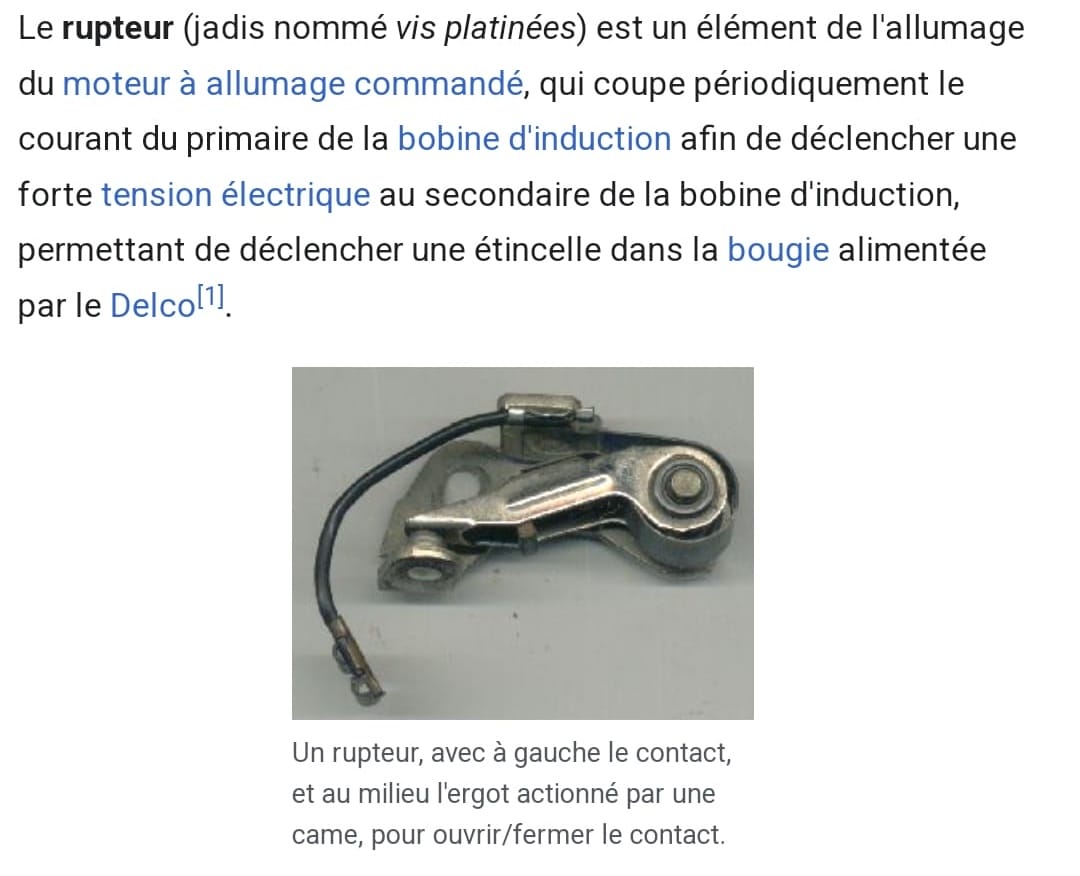 Le rupteur (jadis nommé vis platinées) est un élément de l'allumage
du moteur à allumage commandé, qui coupe périodiquement le
courant du primaire de la bobine d'induction afin de déclencher une
forte tension électrique au secondaire de la bobine d'induction,
permettant de déclencher une étincelle dans la bougie alimentée
par le Delco[1].
Un rupteur, avec à gauche le contact,
et au milieu l'ergot actionné par une
came, pour ouvrir/fermer le contact.